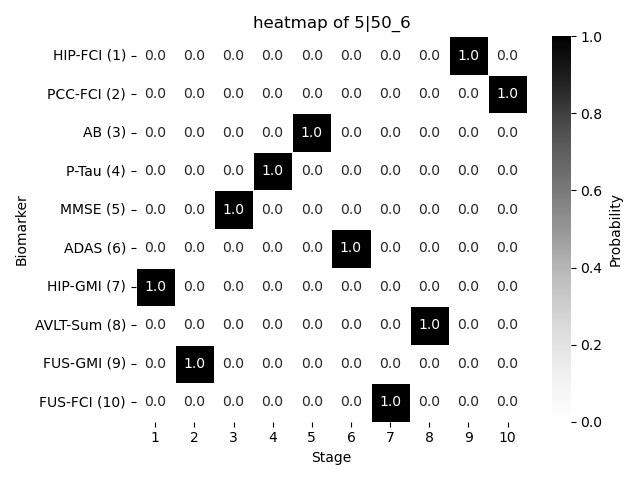 heatmap of 5|50_6
HIP-FCI (1) 0.0 0.0 0.0 0.0 0.0 0.0 0.0 0.0 1.0 0.0
PCC-FCI (2) 0.0 0.0 0.0 0.0 0.0 0.0 0.0 0.0 0.0 1.0
AB (3) 0.0 0.0 0.0 0.0 1.0 0.0 0.0 0.0 0.0 0.0
P-Tau (4) 0.0 0.0 0.0 1.0 0.0 0.0 0.0 0.0 0.0 0.0
MMSE (5) 0.0 0.0 1.0 0.0 0.0 0.0 0.0 0.0 0.0 0.0
ADAS (6) 0.0 0.0 0.0 0.0 0.0 1.0 0.0 0.0 0.0 0.0
HIP-GMI (7) 1.0 0.0 0.0 0.0 0.0 0.0 0.0 0.0 0.0 0.0
AVLT-Sum (8) 0.0 0.0 0.0 0.0 0.0 0.0 0.0 1.0 0.0 0.0
FUS-GMI (9) 0.0 1.0 0.0 0.0 0.0 0.0 0.0 0.0 0.0 0.0
FUS-FCI (10) 0.0 0.0 0.0 0.0 0.0 0.0 1.0 0.0 0.0 0.0
1 2 3 4 5 6 7 8 9 10
Stage
Biomarker
1.0
0.8
0.6
0.4
0.2
0.0
Probability